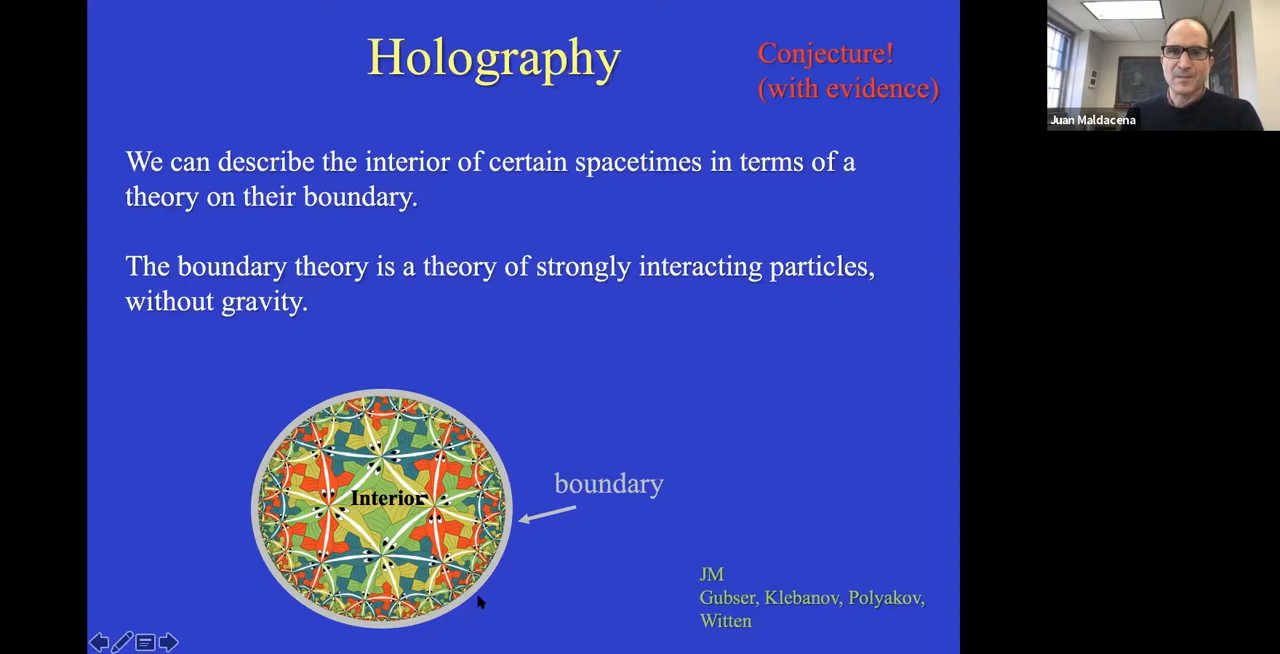 Holography
Conjecture!
(with evidence)
Juan Maldacena
We can describe the interior of certain spacetimes in terms of a
theory on their boundary.
The boundary theory is a theory of strongly interacting particles,
without gravity.
Interior
boundary
JM
Gubser, Klebanov, Polyakov,
Witten